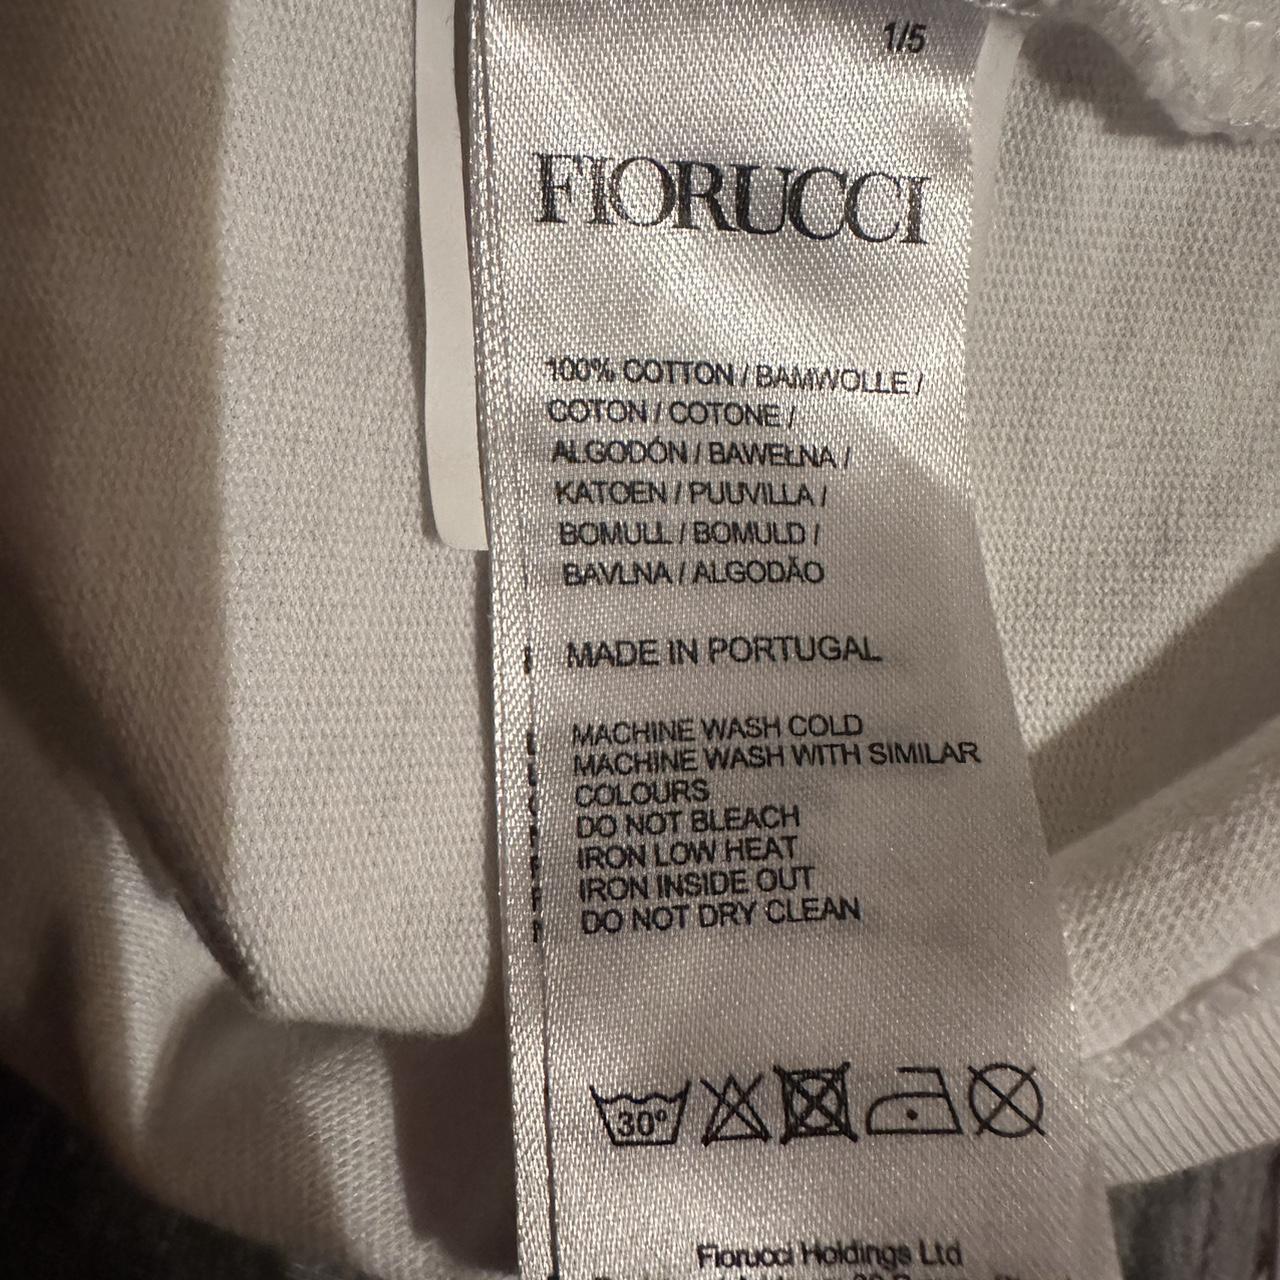 1/5
FIORUCCI
100% COTTON / BAMWOLLE /
COTON / COTONE /
ALGODÓN / BAWEŁNA /
KATOEN / PUUVILLA /
BOMULL / BOMULD /
BAVLNA / ALGODÃO
MADE IN PORTUGAL
MACHINE WASH COLD
MACHINE WASH WITH SIMILAR
COLOURS
DO NOT BLEACH
IRON LOW HEAT
IRON INSIDE OUT
DO NOT DRY CLEAN
30º
Fiorucci Holdings Ltd